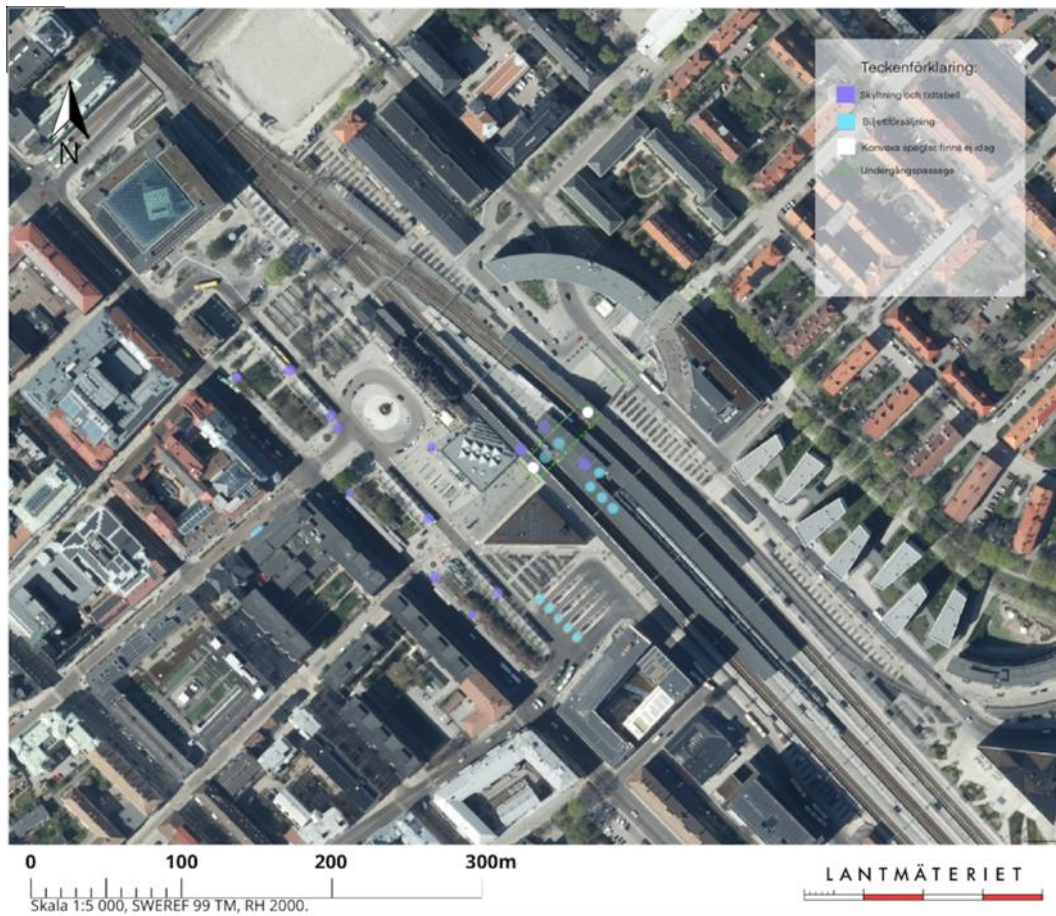 N
Teckenförklaring:
Skyltning och tidtabell
Biljettförsäljning
Konvexa speglar finns ej idag
Undergångspassage
0 100 200 300m
Skala 1:5 000, SWEREF 99 TM, RH 2000.
LANTMÄTERIET